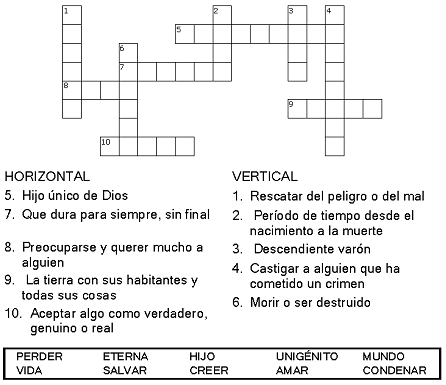 1 2 3 4
5
6
7
8
9
10
HORIZONTAL
5. Hijo único de Dios
7. Que dura para siempre, sin final
8. Preocuparse y querer mucho a
alguien
9. La tierra con sus habitantes y
todas sus cosas
10. Aceptar algo como verdadero,
genuino o real
VERTICAL
1. Rescatar del peligro o del mal
2. Período de tiempo desde el
nacimiento a la muerte
3. Descendiente varón
4. Castigar a alguien que ha
cometido un crimen
6. Morir o ser destruido
PERDER ETERNA HIJO UNIGÉNITO MUNDO
VIDA SALVAR CREER AMAR CONDENAR